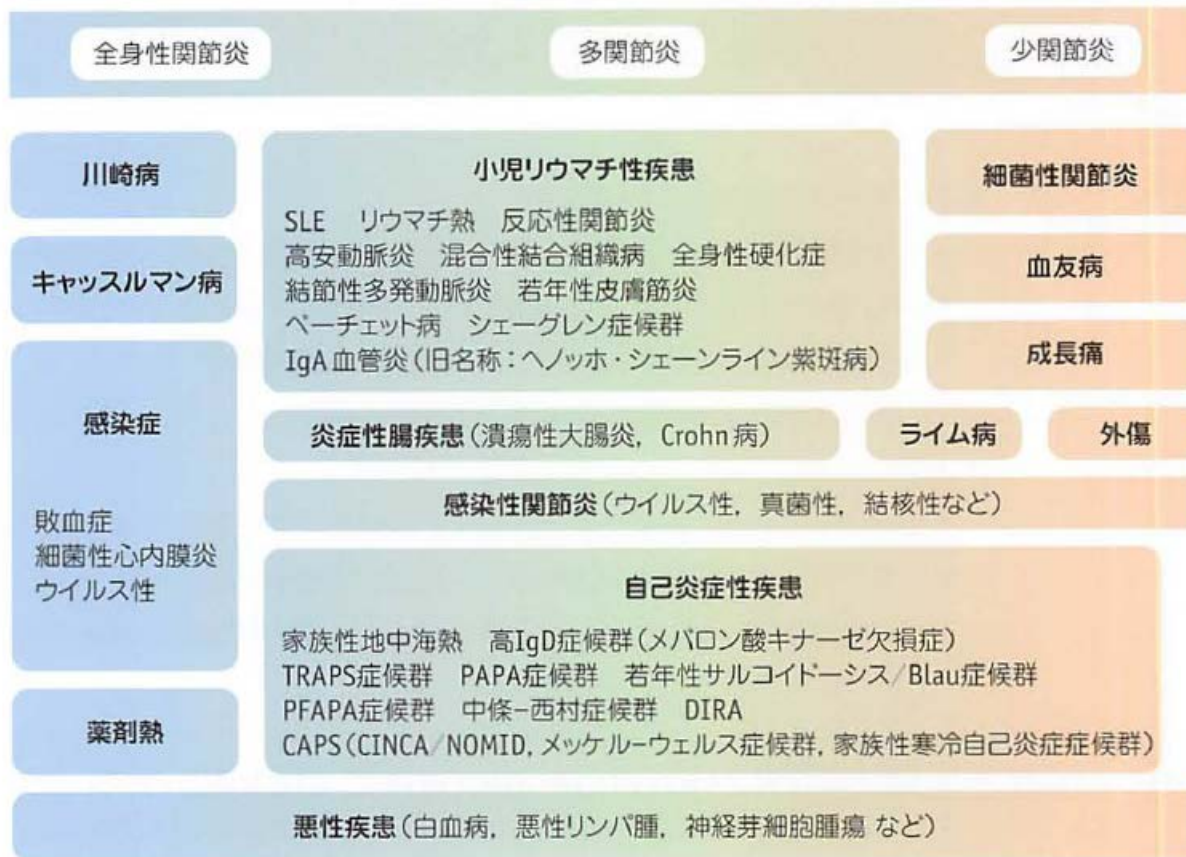 全身性関節炎 多関節炎 少関節炎
川崎病
キャッスルマン病
感染症
敗血症
細菌性心内膜炎
ウイルス性
薬剤熱
小児リウマチ性疾患
SLE リウマチ熱 反応性関節炎
高安動脈炎 混合性結合組織病 全身性硬化症
結節性多発動脈炎 若年性皮膚筋炎
ベーチェット病 シェーグレン症候群
IgA血管炎(旧名称:ヘノッホ・シェーンライン紫斑病)
細菌性関節炎
血友病
成長痛
炎症性腸疾患(潰瘍性大腸炎, Crohn病)
ライム病
外傷
感染性関節炎(ウイルス性, 真菌性, 結核性など)
自己炎症性疾患
家族性地中海熱 高IgD症候群(メバロン酸キナーゼ欠損症)
TRAPS症候群 PAPA症候群 若年性サルコイドーシス/Blau症候群
PFAPA症候群 中條−西村症候群 DIRA
CAPS(CINCA/NOMID, メッケルーウェルス症候群, 家族性寒冷自己炎症症候群)
悪性疾患(白血病, 悪性リンパ腫, 神経芽細胞腫瘍 など)